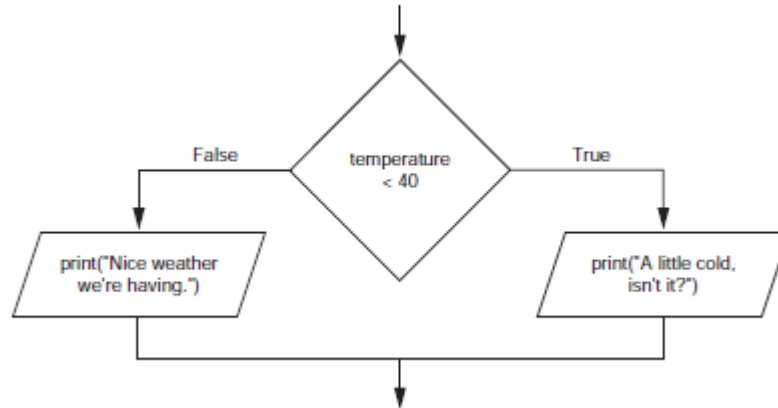 False
temperature
< 40
True
print("Nice weather
we're having.")
print("A little cold,
isn't it?")